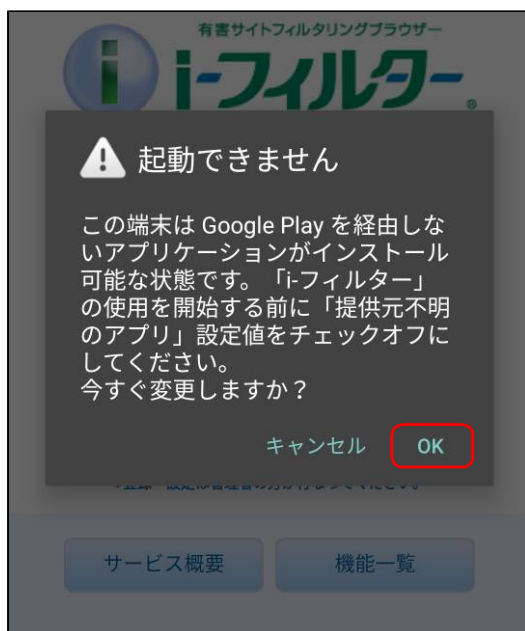 有害サイトフィルタリングブラウザー
i-フィルター®
起動できません
この端末は Google Play を経由しな
いアプリケーションがインストール
可能な状態です。「i-フィルター」
の使用を開始する前に「提供元不明
のアプリ」設定値をチェックオフに
してください。
今すぐ変更しますか？
キャンセル OK
サービス概要 機能一覧